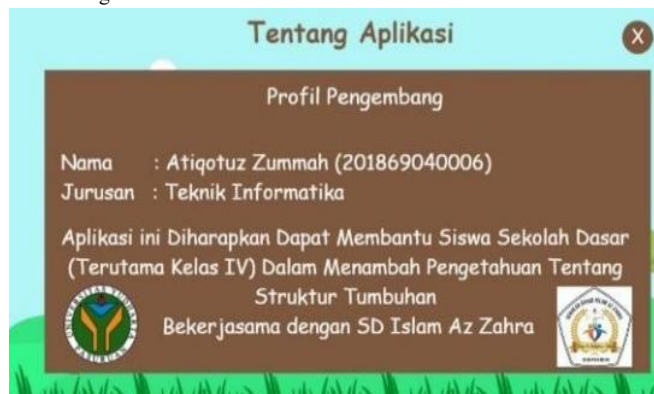 Tentang Aplikasi
X
Profil Pengembang
Nama : Atiqotuz Zummah (201869040006)
Jurusan : Teknik Informatika
Aplikasi ini Diharapkan Dapat Membantu Siswa Sekolah Dasar
(Terutama Kelas IV) Dalam Menambah Pengetahuan Tentang
Struktur Tumbuhan
Bekerjasama dengan SD Islam Az Zahra